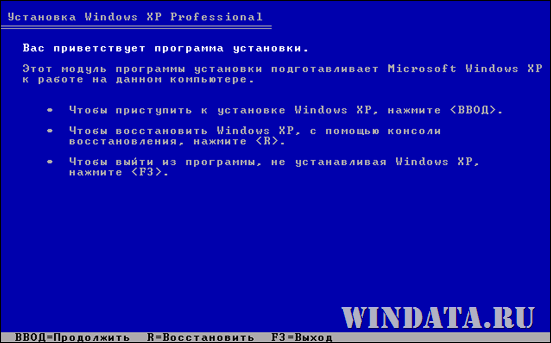 Установка Windows XP Professional
Вас приветствует программа установки.
Этот модуль программы установки подготавливает Microsoft Windows XP
к работе на данном компьютере.
• Чтобы приступить к установке Windows XP, нажмите <ВВОД>.
• Чтобы восстановить Windows XP, с помощью консоли
восстановления, нажмите <R>.
• Чтобы выйти из программы, не устанавливая Windows XP,
нажмите <F3>.
WINDATA.RU
ВВОД=Продолжить R=Восстановить F3=Выход